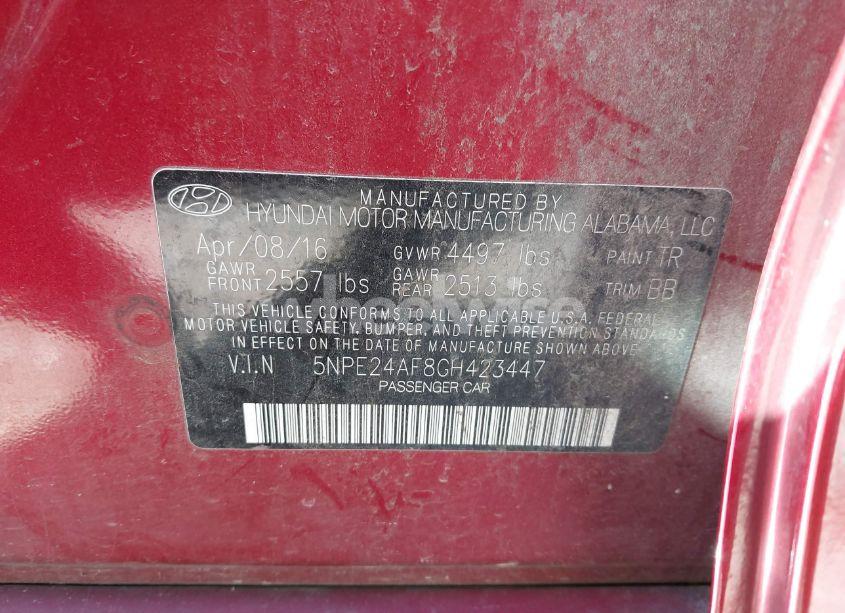 MANUFACTURED BY
HYUNDAI MOTOR MANUFACTURING ALABAMA, LLC
Apr/08/16 GVWR 4497 lbs PAINT TR
GAWR FRONT 2557 lbs GAWR REAR 2513 lbs TRIM BB
THIS VEHICLE CONFORMS TO ALL APPLICABLE U.S.A. FEDERAL
MOTOR VEHICLE SAFETY, BUMPER, AND THEFT PREVENTION STANDARDS
IN EFFECT ON THE DATE OF MANUFACTURE SHOWN ABOVE.
V.I.N 5NPE24AF8GH423447
PASSENGER CAR